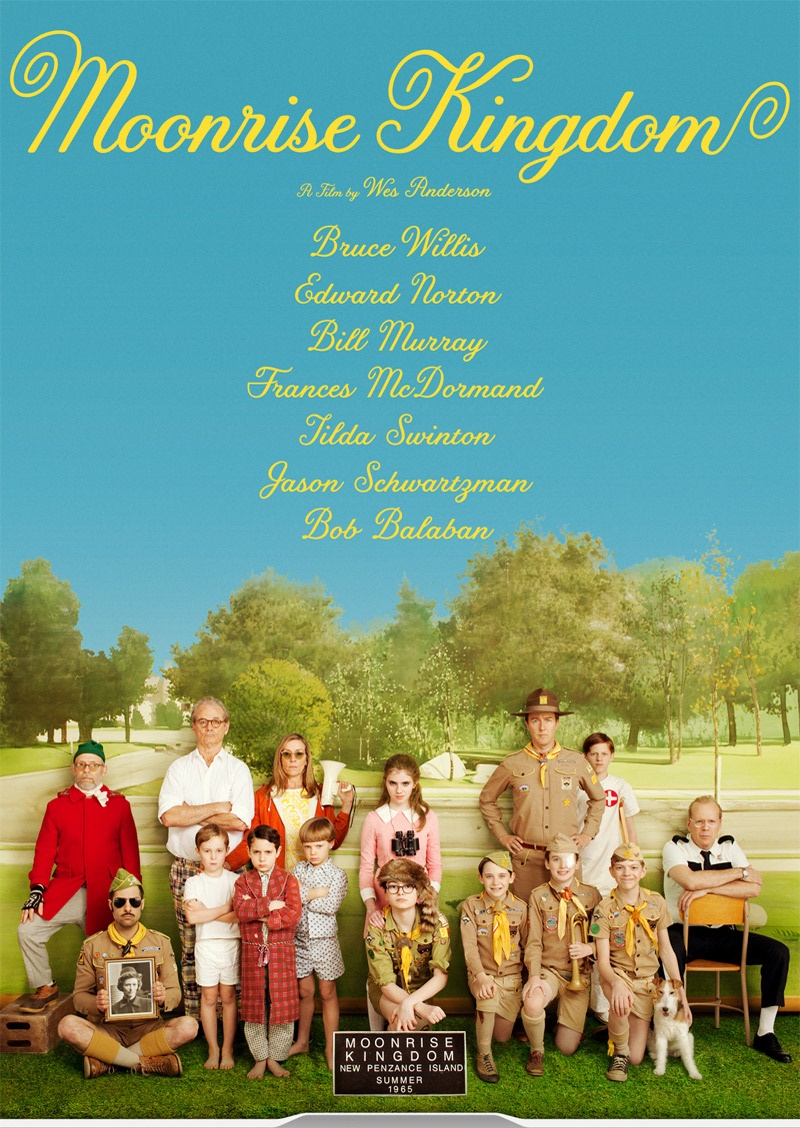 Moonrise Kingdom
A Film by Wes Anderson
Bruce Willis
Edward Norton
Bill Murray
Frances McDormand
Tilda Swinton
Jason Schwartzman
Bob Balaban
MOONRISE
KINGDOM
NEW PENZANCE ISLAND
SUMMER
1965